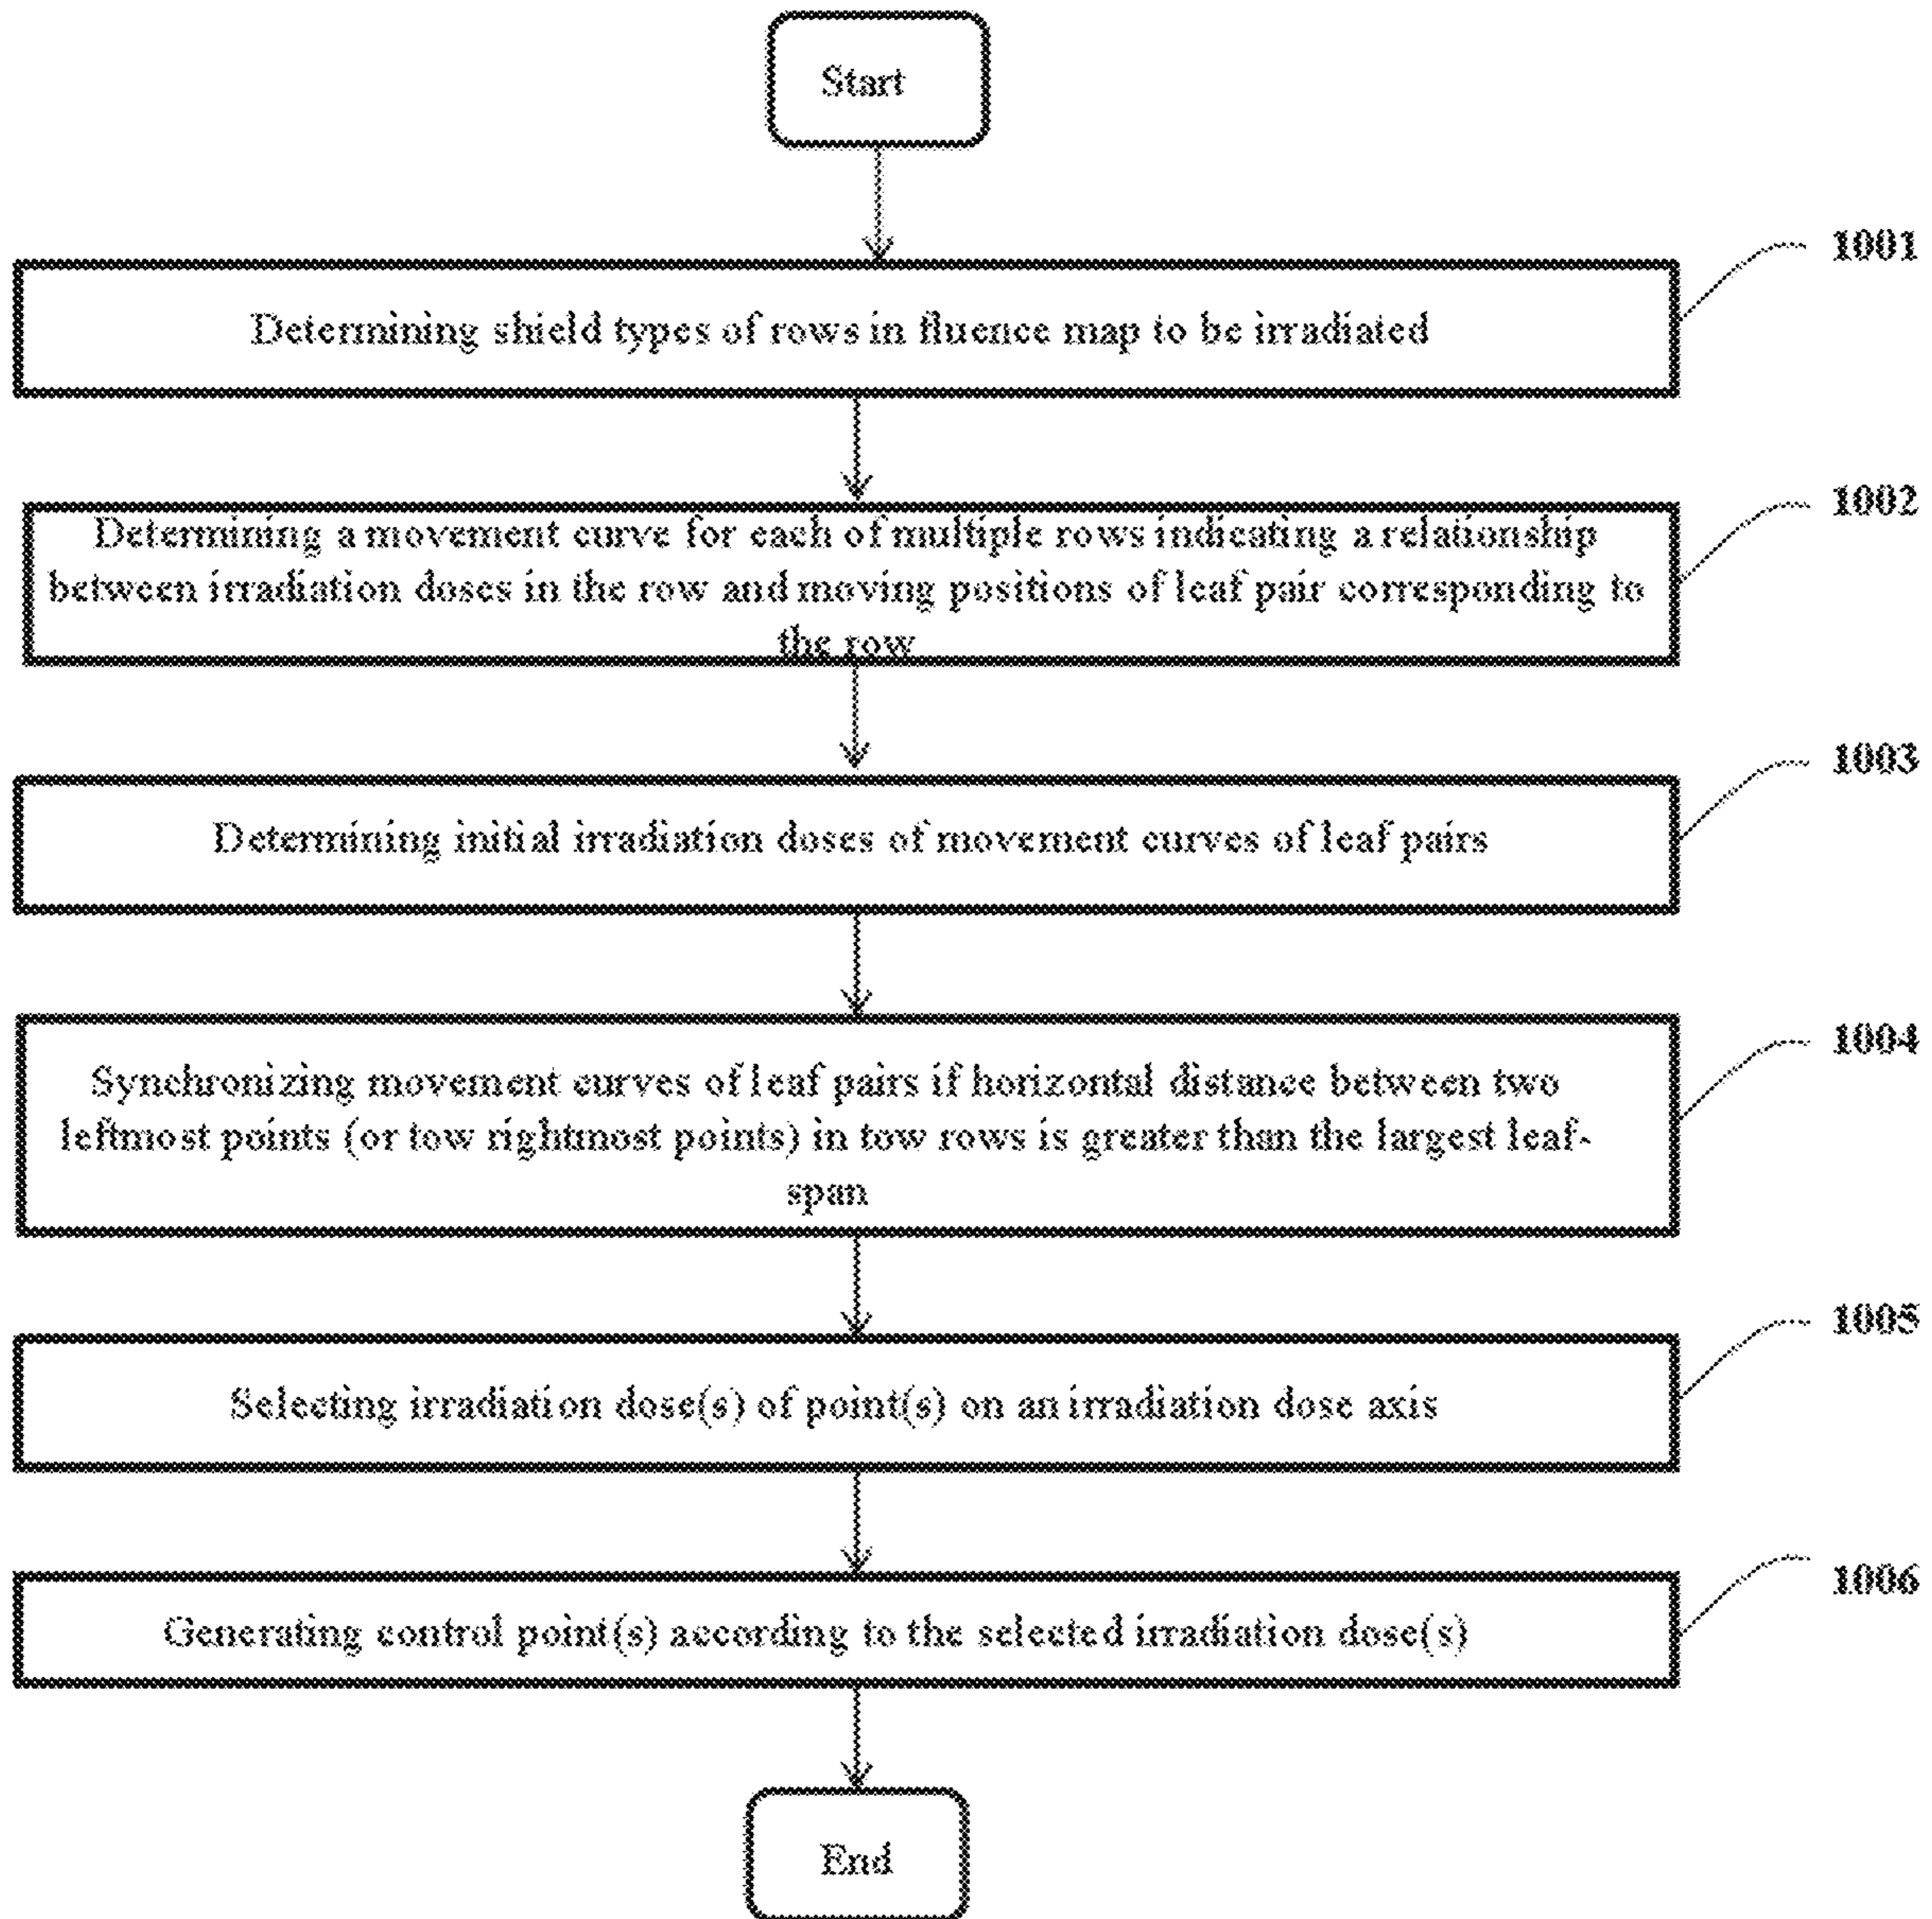 Start
1001
Determining shield types of rows in fluence map to be irradiated
1002
Determining a movement curve for each of multiple rows indicating a relationship
between irradiation doses in the row and moving positions of leaf pair corresponding to
the row
1003
Determining initial irradiation doses of movement curves of leaf pairs
1004
Synchronizing movement curves of leaf pairs if horizontal distance between two
leftmost points (or tow rightmost points) in tow rows is greater than the largest leaf-
span
1005
Selecting irradiation dose(s) of point(s) on an irradiation dose axis
1006
Generating control point(s) according to the selected irradiation dose(s)
End